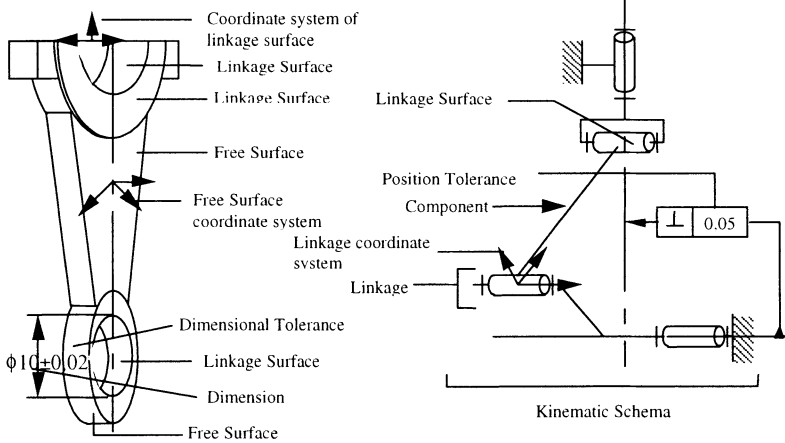 Coordinate system of
linkage surface
Linkage Surface
Linkage Surface
Free Surface
Free Surface
coordinate system
Dimensional Tolerance
ϕ10±0.02
Linkage Surface
Dimension
Free Surface
Linkage Surface
Position Tolerance
Component
⊥ 0.05
Linkage coordinate
system
Linkage
Kinematic Schema